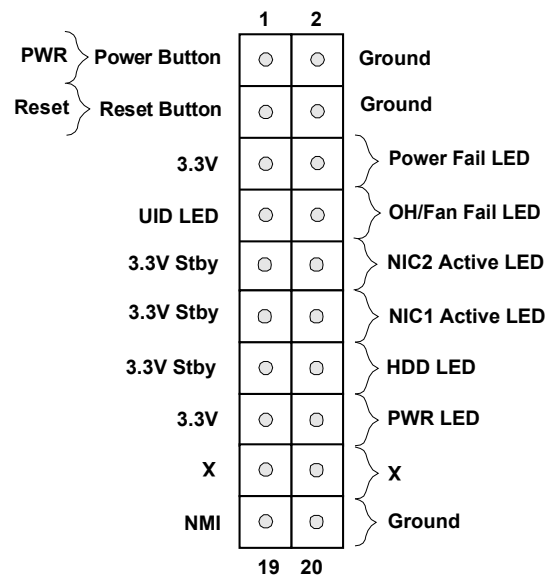 1 2
PWR Power Button Ground
Reset Reset Button Ground
3.3V Power Fail LED
UID LED OH/Fan Fail LED
3.3V Stby NIC2 Active LED
3.3V Stby NIC1 Active LED
3.3V Stby HDD LED
3.3V PWR LED
X X
NMI Ground
19 20